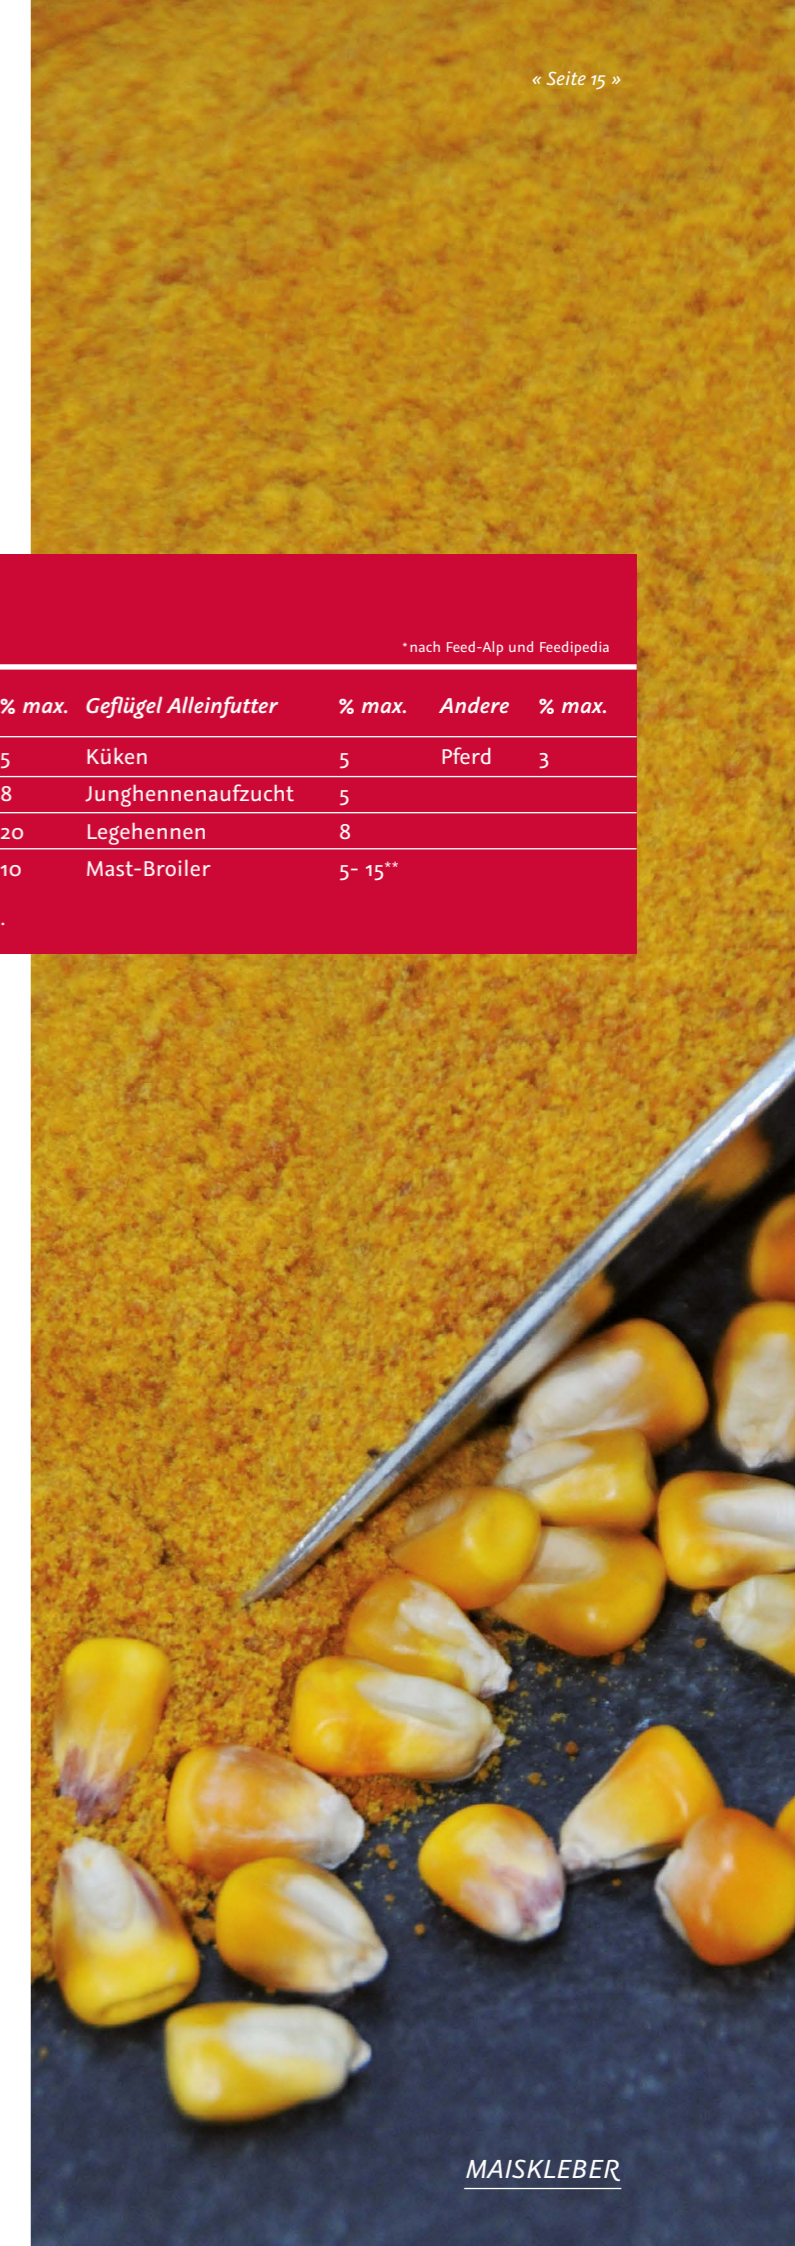 « Seite 15 »
*nach Feed-Alp und Feedipedia
% max. Geflügel Alleinfutter % max. Andere % max.
5 Küken 5 Pferd 3
8 Junghennenaufzucht 5
20 Legehennen 8
10 Mast-Broiler 5- 15**
.
MAISKLEBER